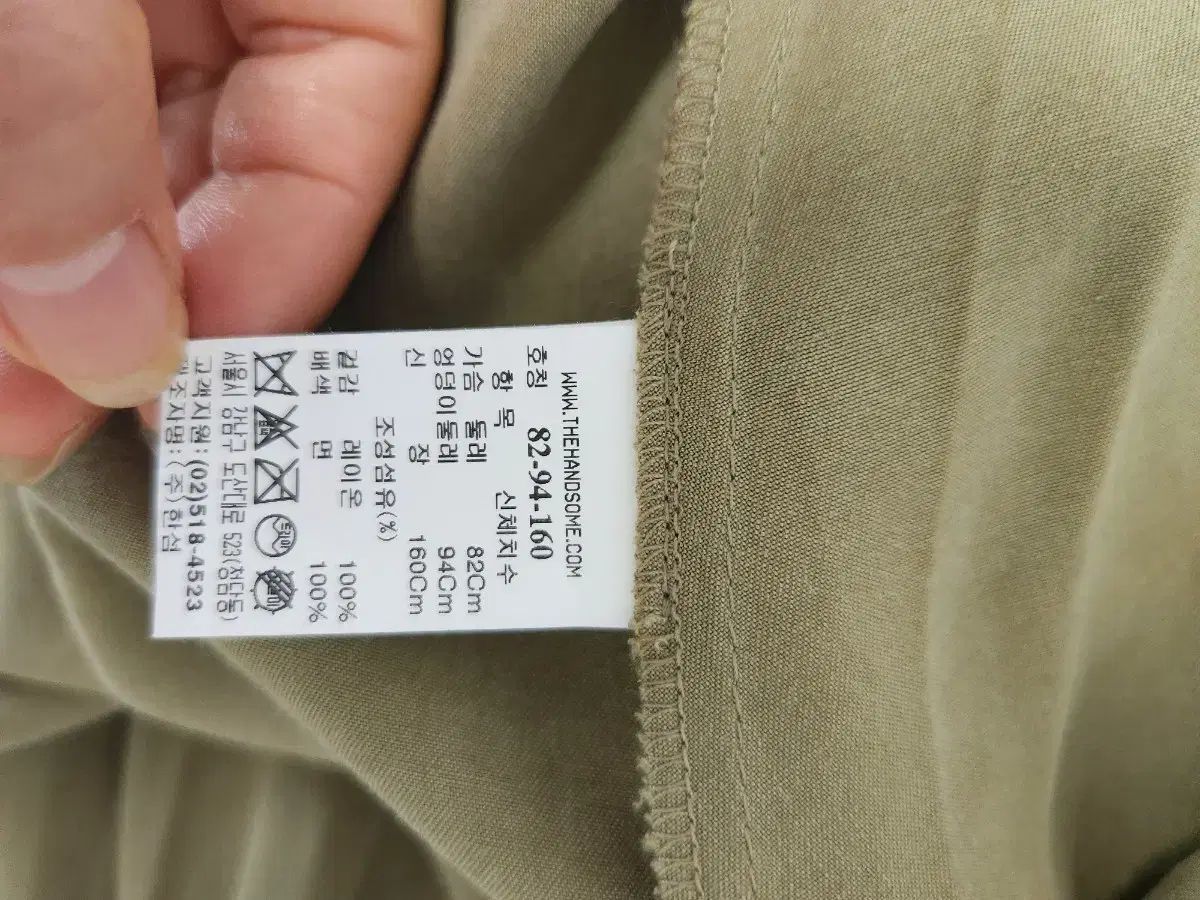 WWW.THEHANDSOME.COM
호칭 82-94-160
항 목 신체치수
가슴 둘레 82Cm
엉덩이둘레 94Cm
신 장 160Cm
조성섬유(%)
겉감 레이온 100%
배색 면 100%
드라이
서울시 강남구 도산대로 523(청담동)
고객지원: (02)518-4523
조자명: (주)한섬